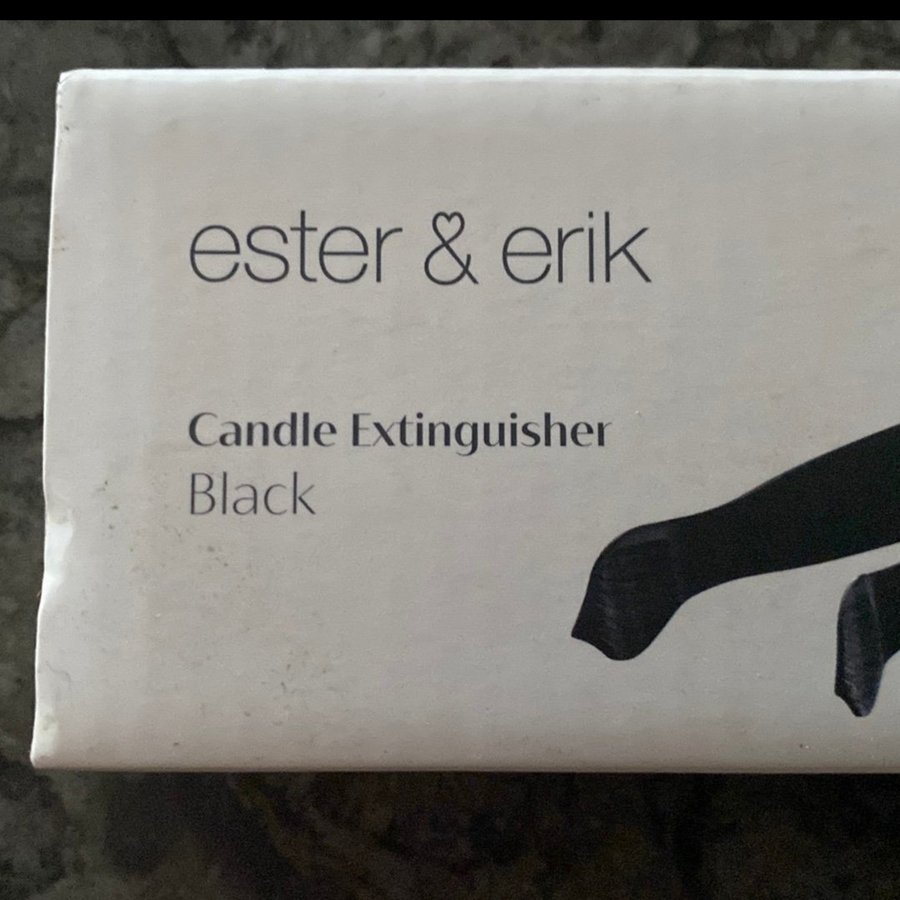 ester & erik
Candle Extinguisher
Black